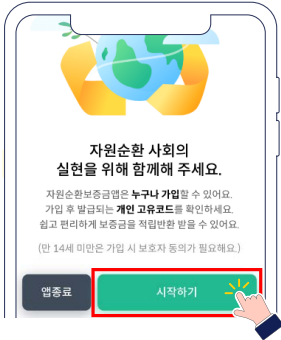 자원순환 사회의
실현을 위해 함께해 주세요.
자원순환보증금앱은 누구나 가입할 수 있어요.
가입 후 발급되는 개인 고유코드를 확인하세요.
쉽고 편리하게 보증금을 적립반환 받을 수 있어요.
(만 14세 미만은 가입 시 보호자 동의가 필요해요.)
앱종료
시작하기